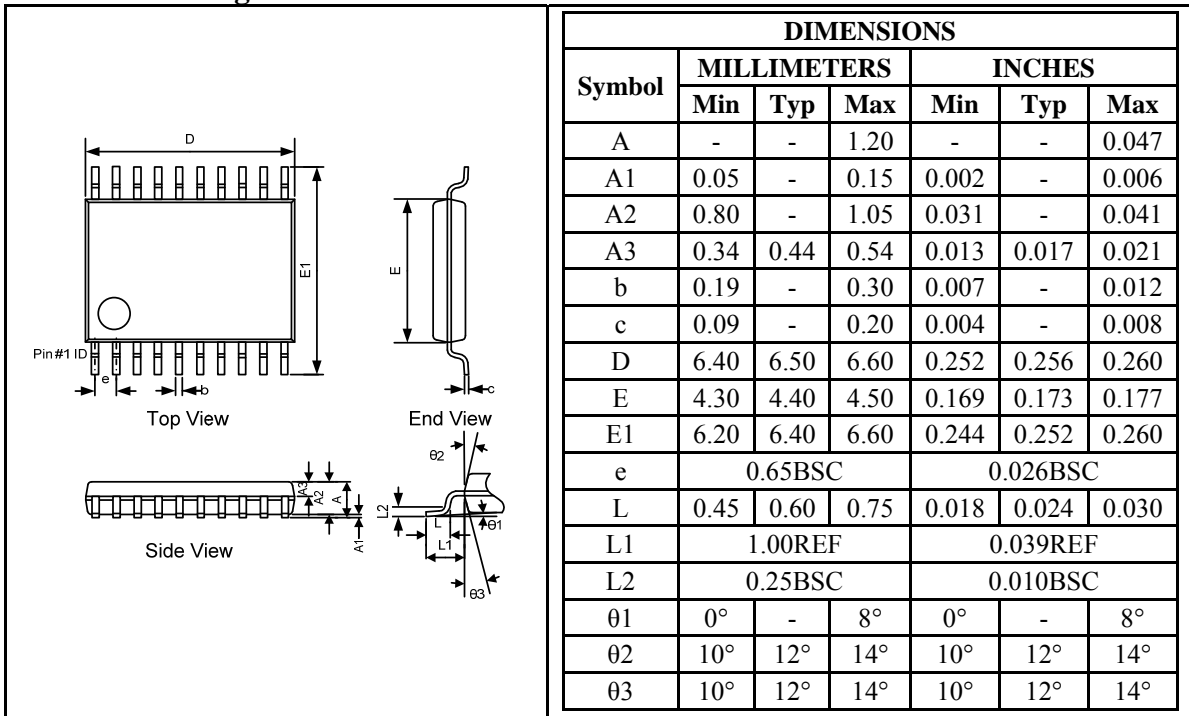 D
E1
E
Pin#1 ID
e
b
c
Top View
End View
θ2
A3
A2
A
L2
L
θ1
L1
A1
Side View
θ3
DIMENSIONS
Symbol MILLIMETERS INCHES
Min Typ Max Min Typ Max
A - - 1.20 - - 0.047
A1 0.05 - 0.15 0.002 - 0.006
A2 0.80 - 1.05 0.031 - 0.041
A3 0.34 0.44 0.54 0.013 0.017 0.021
b 0.19 - 0.30 0.007 - 0.012
c 0.09 - 0.20 0.004 - 0.008
D 6.40 6.50 6.60 0.252 0.256 0.260
E 4.30 4.40 4.50 0.169 0.173 0.177
E1 6.20 6.40 6.60 0.244 0.252 0.260
e 0.65BSC 0.026BSC
L 0.45 0.60 0.75 0.018 0.024 0.030
L1 1.00REF 0.039REF
L2 0.25BSC 0.010BSC
θ1 0° - 8° 0° - 8°
θ2 10° 12° 14° 10° 12° 14°
θ3 10° 12° 14° 10° 12° 14°